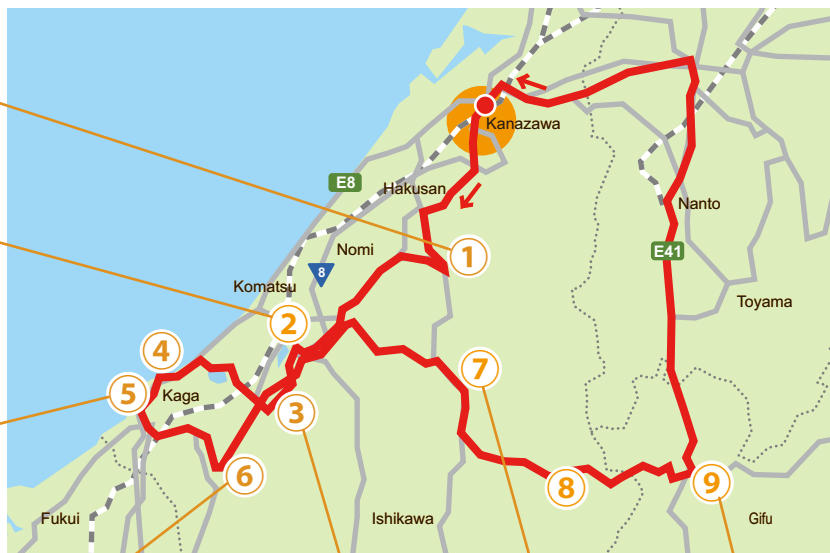 Kanazawa
E8
Hakusan
Nanto
1
Nomi
E41
8
Komatsu
Toyama
2
4
7
5
Kaga
3
6
9
8
Fukui
Ishikawa
Gifu